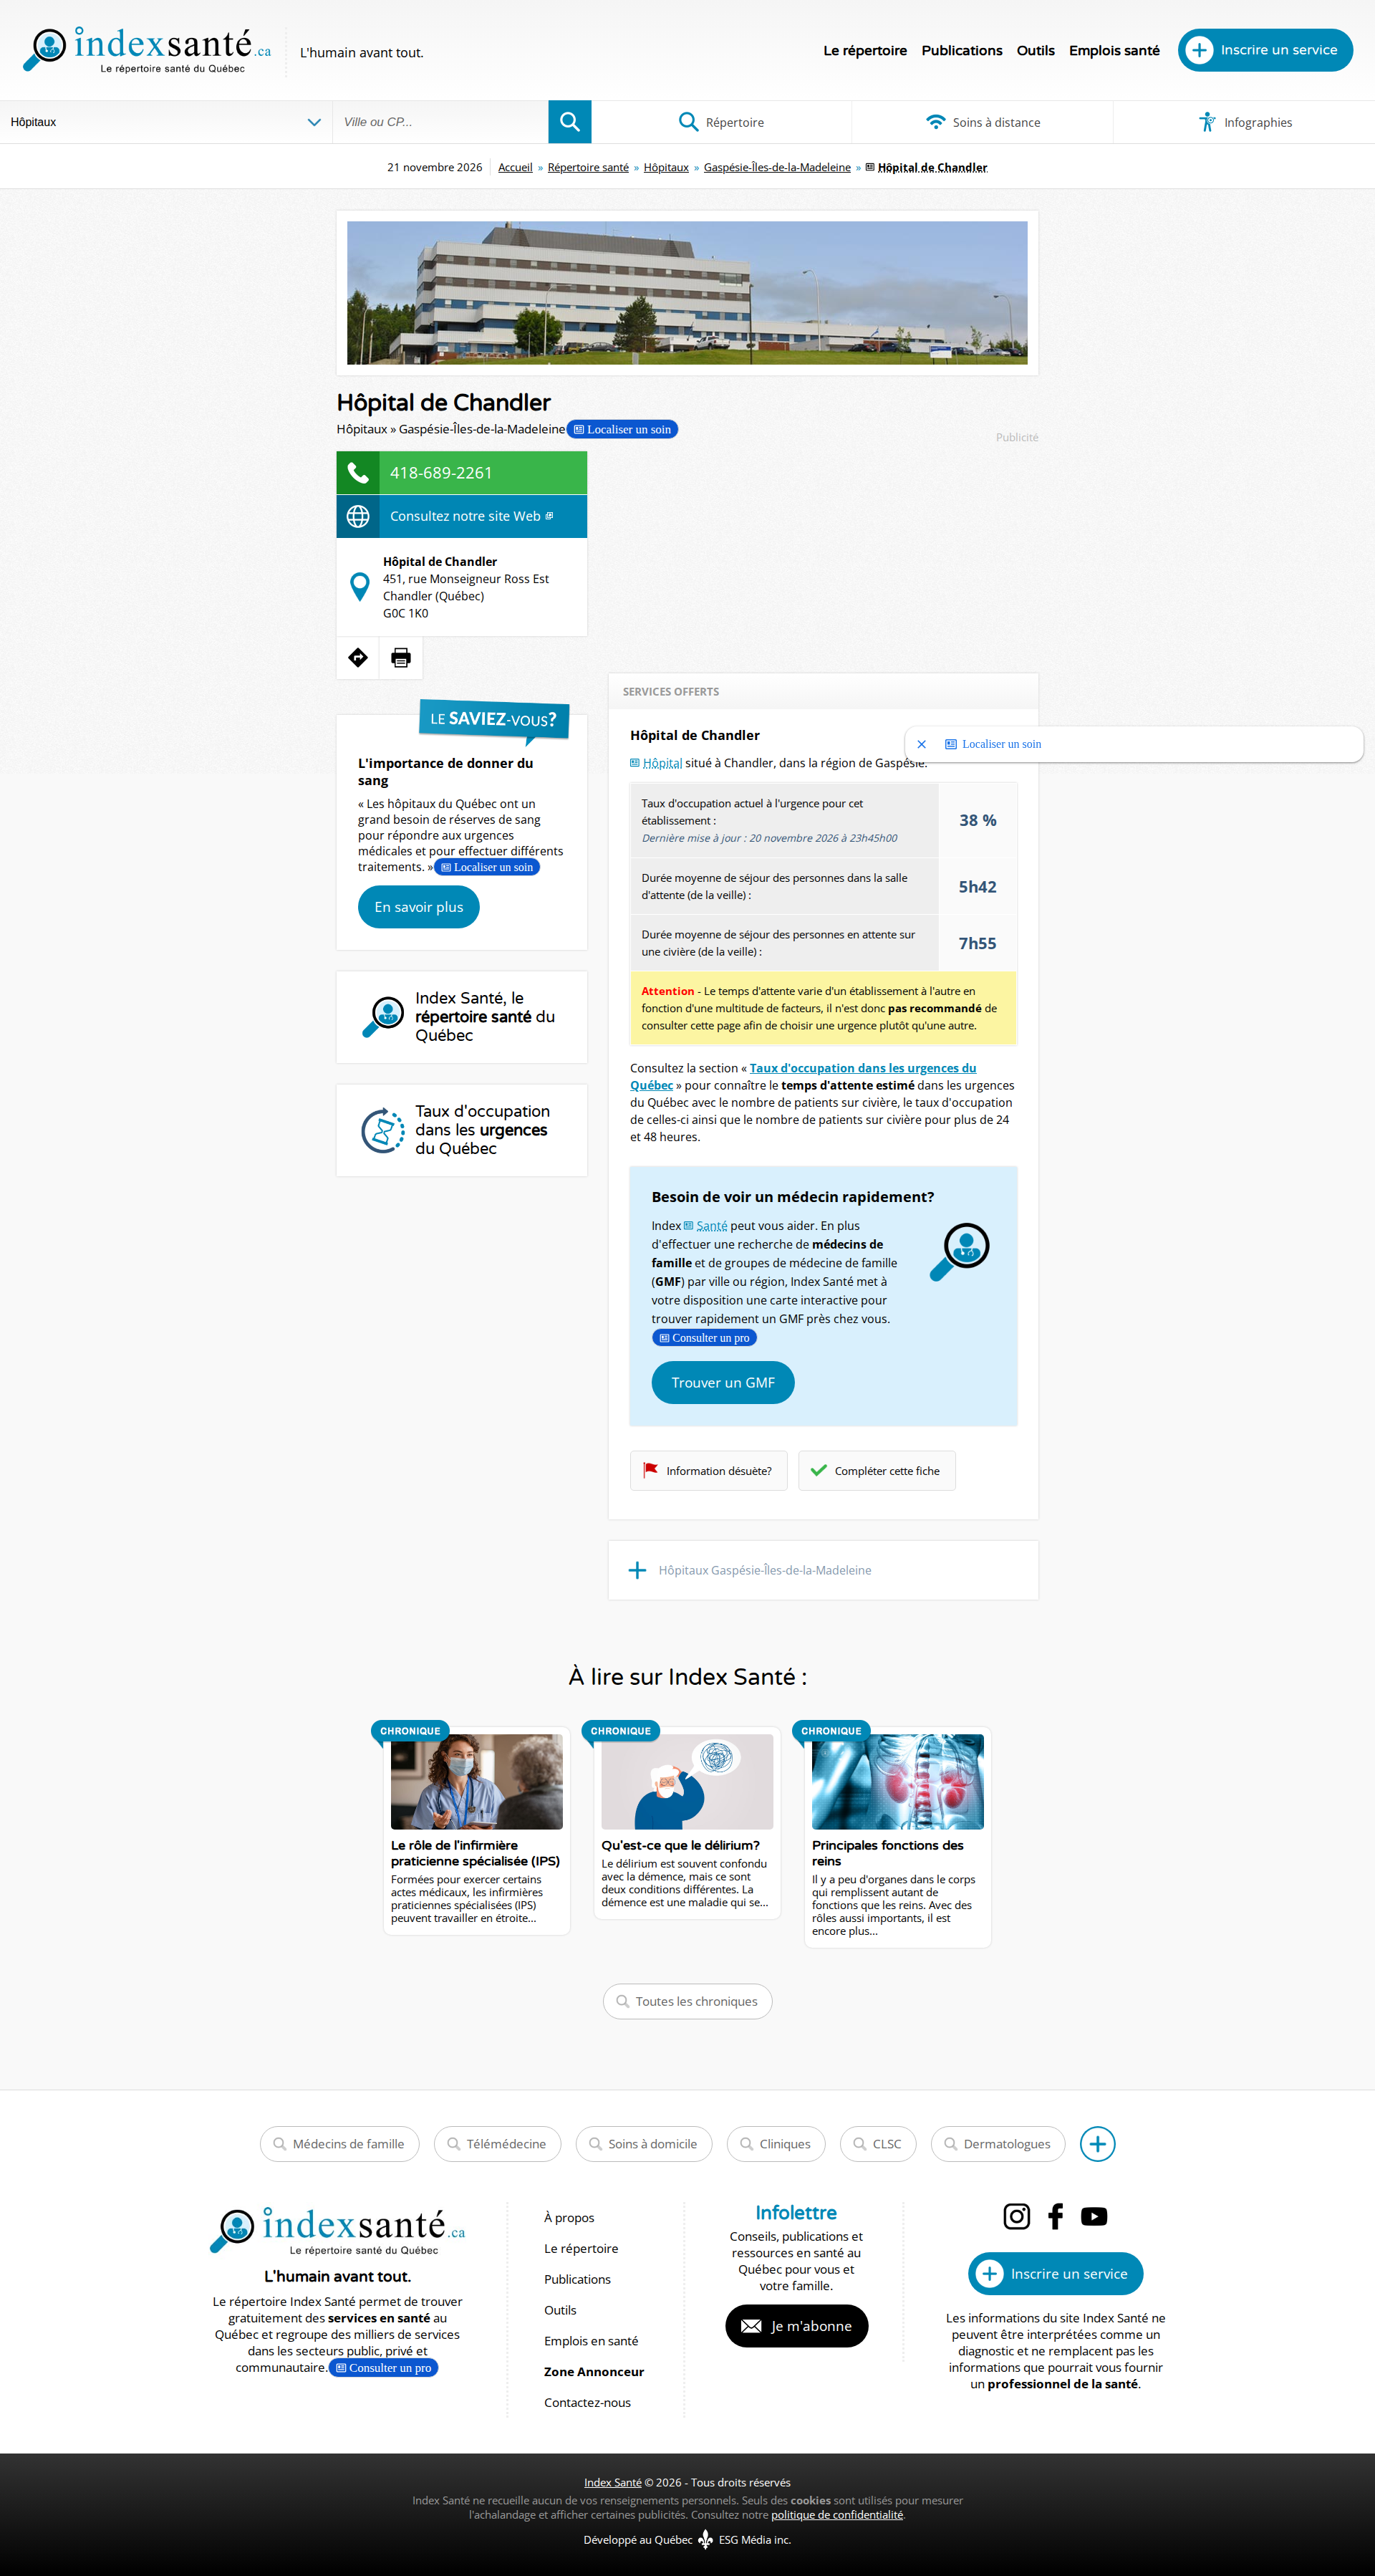 indexsanté.ca
Le répertoire santé du Québec
L'humain avant tout.
Le répertoire
Publications
Outils
Emplois santé
Inscrire un service
Hôpitaux
Ville ou CP...
Répertoire
Soins à distance
Infographies
21 novembre 2026
Accueil » Répertoire santé » Hôpitaux » Gaspésie-Îles-de-la-Madeleine » Hôpital de Chandler
Hôpital de Chandler
Hôpitaux » Gaspésie-Îles-de-la-Madeleine Localiser un soin
Publicité
418-689-2261
Consultez notre site Web
Hôpital de Chandler
451, rue Monseigneur Ross Est
Chandler (Québec)
G0C 1K0
LE SAVIEZ-VOUS?
L'importance de donner du
sang
« Les hôpitaux du Québec ont un
grand besoin de réserves de sang
pour répondre aux urgences
médicales et pour effectuer différents
traitements. » Localiser un soin
En savoir plus
Index Santé, le
répertoire santé du
Québec
Taux d'occupation
dans les urgences
du Québec
SERVICES OFFERTS
Hôpital de Chandler
Localiser un soin
Hôpital situé à Chandler, dans la région de Gaspésie.
Taux d'occupation actuel à l'urgence pour cet
établissement :
Dernière mise à jour : 20 novembre 2026 à 23h45h00
38 %
Durée moyenne de séjour des personnes dans la salle
d'attente (de la veille) :
5h42
Durée moyenne de séjour des personnes en attente sur
une civière (de la veille) :
7h55
Attention - Le temps d'attente varie d'un établissement à l'autre en
fonction d'une multitude de facteurs, il n'est donc pas recommandé de
consulter cette page afin de choisir une urgence plutôt qu'une autre.
Consultez la section « Taux d'occupation dans les urgences du
Québec » pour connaître le temps d'attente estimé dans les urgences
du Québec avec le nombre de patients sur civière, le taux d'occupation
de celles-ci ainsi que le nombre de patients sur civière pour plus de 24
et 48 heures.
Besoin de voir un médecin rapidement?
Index Santé peut vous aider. En plus
d'effectuer une recherche de médecins de
famille et de groupes de médecine de famille
(GMF) par ville ou région, Index Santé met à
votre disposition une carte interactive pour
trouver rapidement un GMF près chez vous.
Consulter un pro
Trouver un GMF
Information désuète?
Compléter cette fiche
Hôpitaux Gaspésie-Îles-de-la-Madeleine
À lire sur Index Santé :
CHRONIQUE
Le rôle de l'infirmière
praticienne spécialisée (IPS)
Formées pour exercer certains
actes médicaux, les infirmières
praticiennes spécialisées (IPS)
peuvent travailler en étroite...
CHRONIQUE
Qu'est-ce que le délirium?
Le délirium est souvent confondu
avec la démence, mais ce sont
deux conditions différentes. La
démence est une maladie qui se...
CHRONIQUE
Principales fonctions des
reins
Il y a peu d'organes dans le corps
qui remplissent autant de
fonctions que les reins. Avec des
rôles aussi importants, il est
encore plus...
Toutes les chroniques
Médecins de famille
Télémédecine
Soins à domicile
Cliniques
CLSC
Dermatologues
indexsanté.ca
Le répertoire santé du Québec
L'humain avant tout.
Le répertoire Index Santé permet de trouver
gratuitement des services en santé au
Québec et regroupe des milliers de services
dans les secteurs public, privé et
communautaire. Consulter un pro
À propos
Le répertoire
Publications
Outils
Emplois en santé
Zone Annonceur
Contactez-nous
Infolettre
Conseils, publications et
ressources en santé au
Québec pour vous et
votre famille.
Je m'abonne
Inscrire un service
Les informations du site Index Santé ne
peuvent être interprétées comme un
diagnostic et ne remplacent pas les
informations que pourrait vous fournir
un professionnel de la santé.
Index Santé © 2026 - Tous droits réservés
Index Santé ne recueille aucun de vos renseignements personnels. Seuls des cookies sont utilisés pour mesurer
l'achalandage et afficher certaines publicités. Consultez notre politique de confidentialité.
Développé au Québec ESG Média inc.